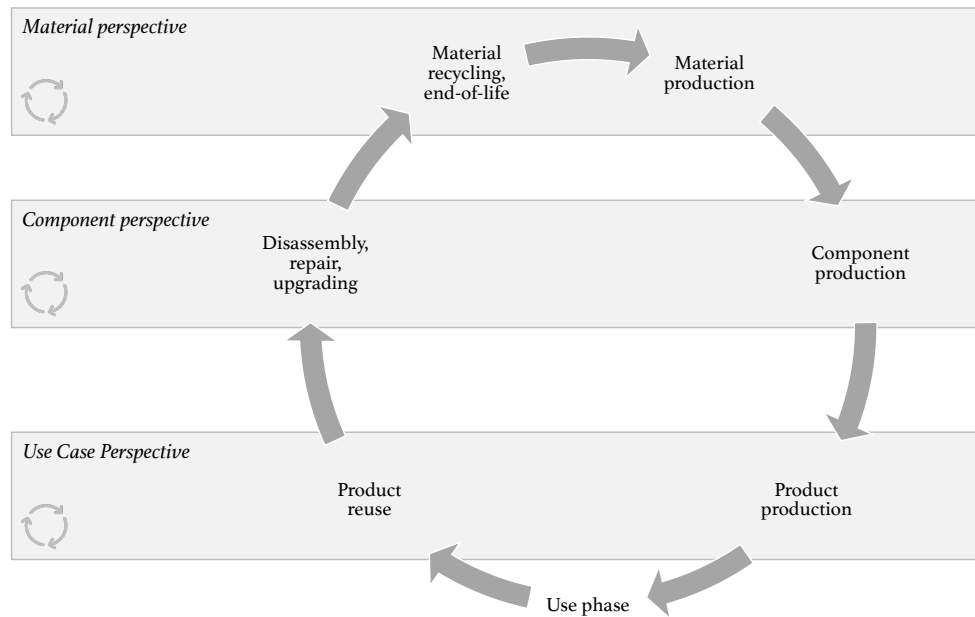 Material perspective
Material
recycling,
end-of-life
Material
production
Component perspective
Disassembly,
repair,
upgrading
Component
production
Use Case Perspective
Product
reuse
Product
production
Use phase